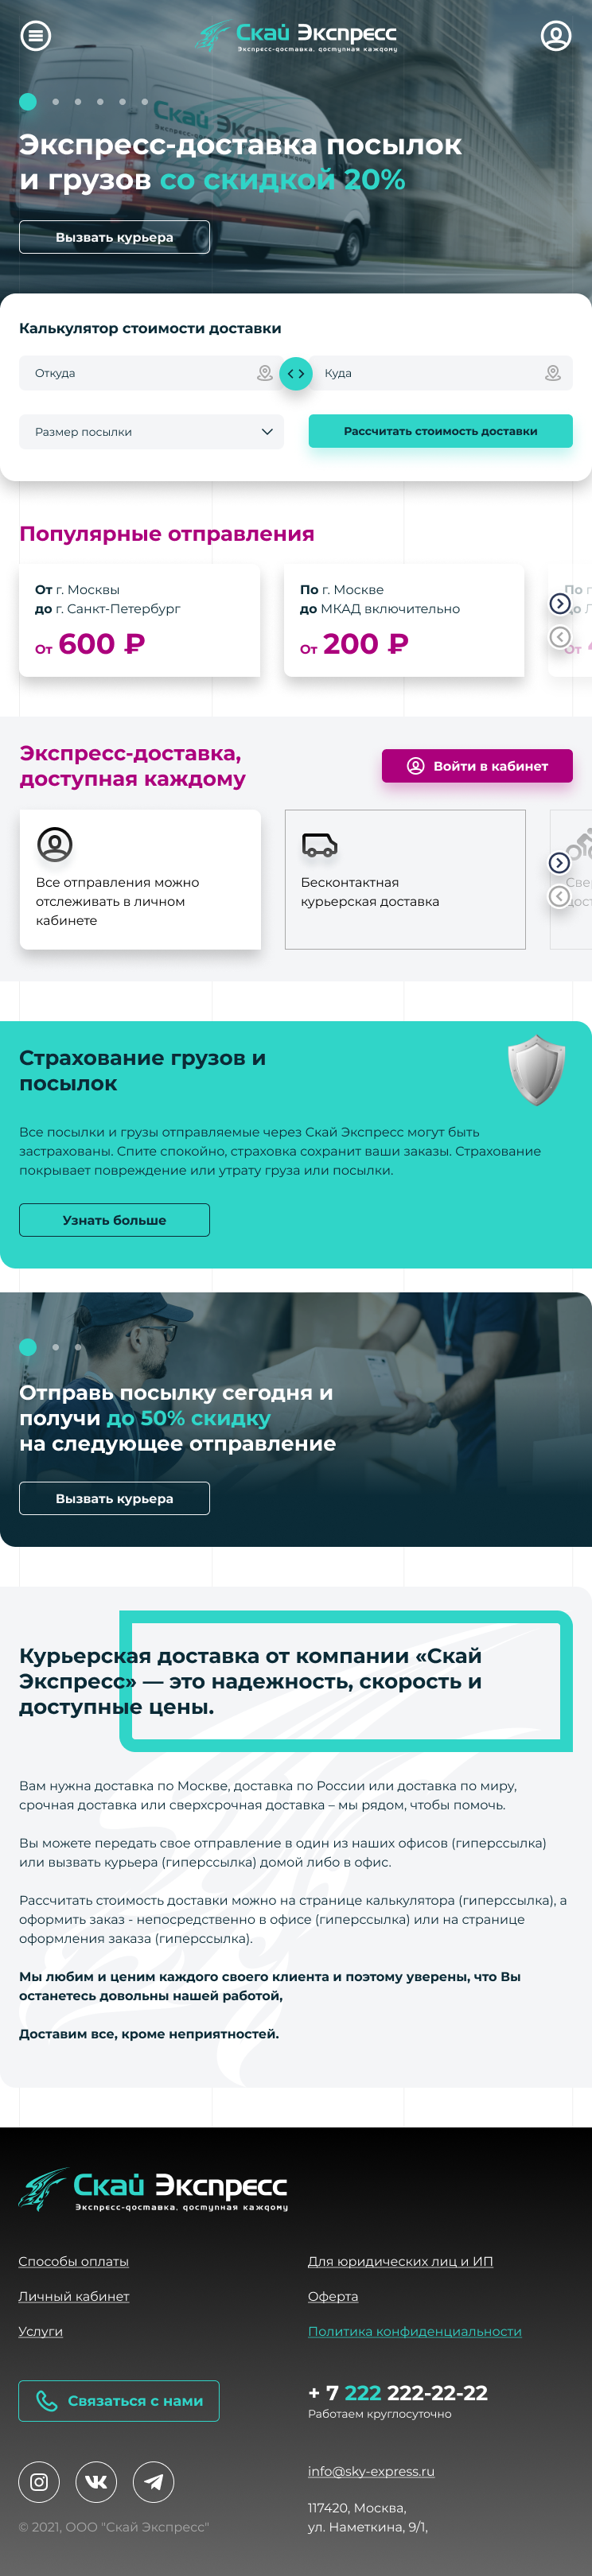 Скай Экспресс
Экспресс-доставка, доступная каждому
Скай Экспресс
Экспресс-доставка посылок
и грузов со скидкой 20%
Вызвать курьера
Калькулятор стоимости доставки
Откуда
Куда
Размер посылки
Рассчитать стоимость доставки
Популярные отправления
От г. Москвы
до г. Санкт-Петербург
От 600 ₽
По г. Москве
до МКАД включительно
От 200 ₽
По
до
От
Экспресс-доставка,
доступная каждому
Войти в кабинет
Все отправления можно
отслеживать в личном
кабинете
Бесконтактная
курьерская доставка
Страхование грузов и
посылок
Все посылки и грузы отправляемые через Скай Экспресс могут быть
застрахованы. Спите спокойно, страховка сохранит ваши заказы. Страхование
покрывает повреждение или утрату груза или посылки.
Узнать больше
Отправь посылку сегодня и
получи до 50% скидку
на следующее отправление
Вызвать курьера
Курьерская доставка от компании «Скай
Экспресс» — это надежность, скорость и
доступные цены.
Вам нужна доставка по Москве, доставка по России или доставка по миру,
срочная доставка или сверхсрочная доставка – мы рядом, чтобы помочь.
Вы можете передать свое отправление в один из наших офисов (гиперссылка)
или вызвать курьера (гиперссылка) домой либо в офис.
Рассчитать стоимость доставки можно на странице калькулятора (гиперссылка), а
оформить заказ - непосредственно в офисе (гиперссылка) или на странице
оформления заказа (гиперссылка).
Мы любим и ценим каждого своего клиента и поэтому уверены, что Вы
останетесь довольны нашей работой,
Доставим все, кроме неприятностей.
Скай Экспресс
Экспресс-доставка, доступная каждому
Способы оплаты
Для юридических лиц и ИП
Личный кабинет
Оферта
Услуги
Политика конфиденциальности
Связаться с нами
+ 7 222 222-22-22
Работаем круглосуточно
info@sky-express.ru
117420, Москва,
ул. Наметкина, 9/1,
© 2021, ООО "Скай Экспресс"